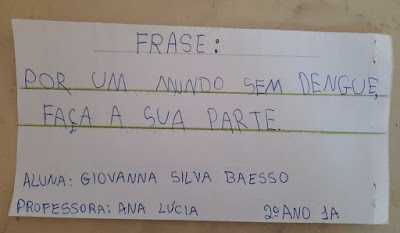 FRASE:
POR UM MUNDO SEM DENGUE,
FAÇA A SUA PARTE.
ALUNA: GIOVANNA SILVA BAESSO
PROFESSORA: ANA LÚCIA 2º ANO 1A